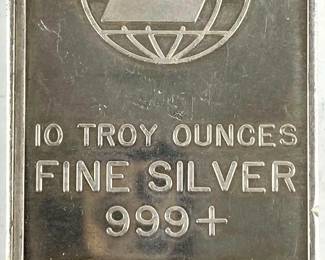 10 TROY OUNCES
FINE SILVER
999+